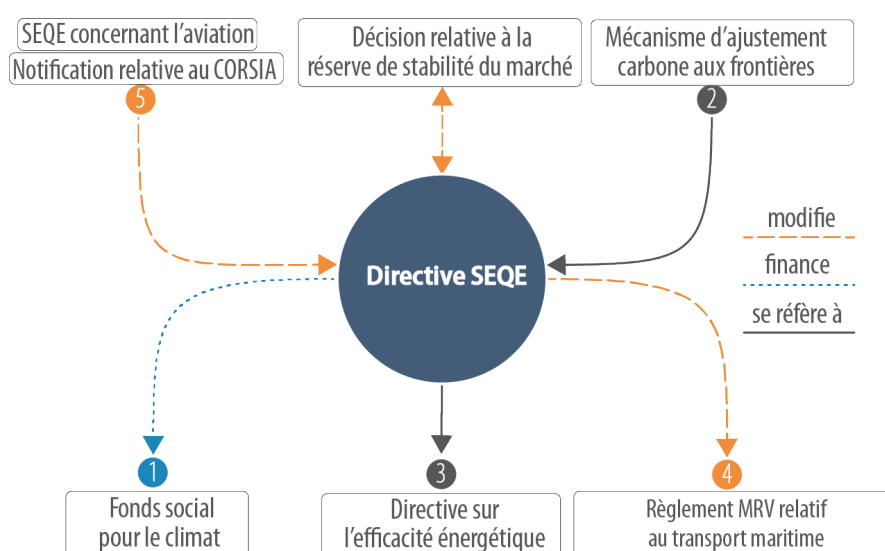 SEQE concernant l'aviation
Notification relative au CORSIA
5
Décision relative à la
réserve de stabilité du marché
Mécanisme d'ajustement
carbone aux frontières
2
Directive SEQE
modifie
finance
se réfère à
1
Fonds social
pour le climat
3
Directive sur
l'efficacité énergétique
4
Règlement MRV relatif
au transport maritime